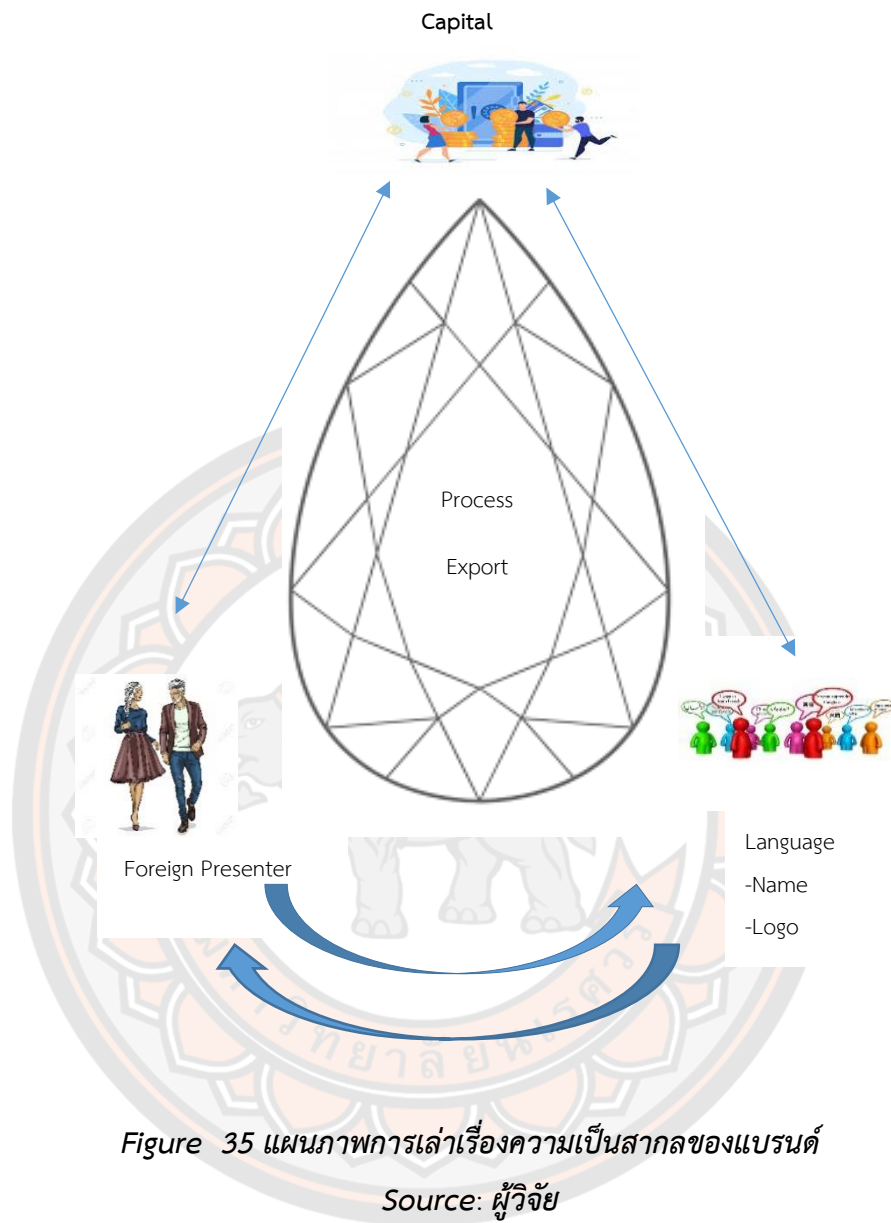 Capital
Process
Export
Foreign Presenter
Language
-Name
-Logo
Figure 35 แผนภาพการเล่าเรื่องความเป็นสากลของแบรนด์
Source: ผู้วิจัย